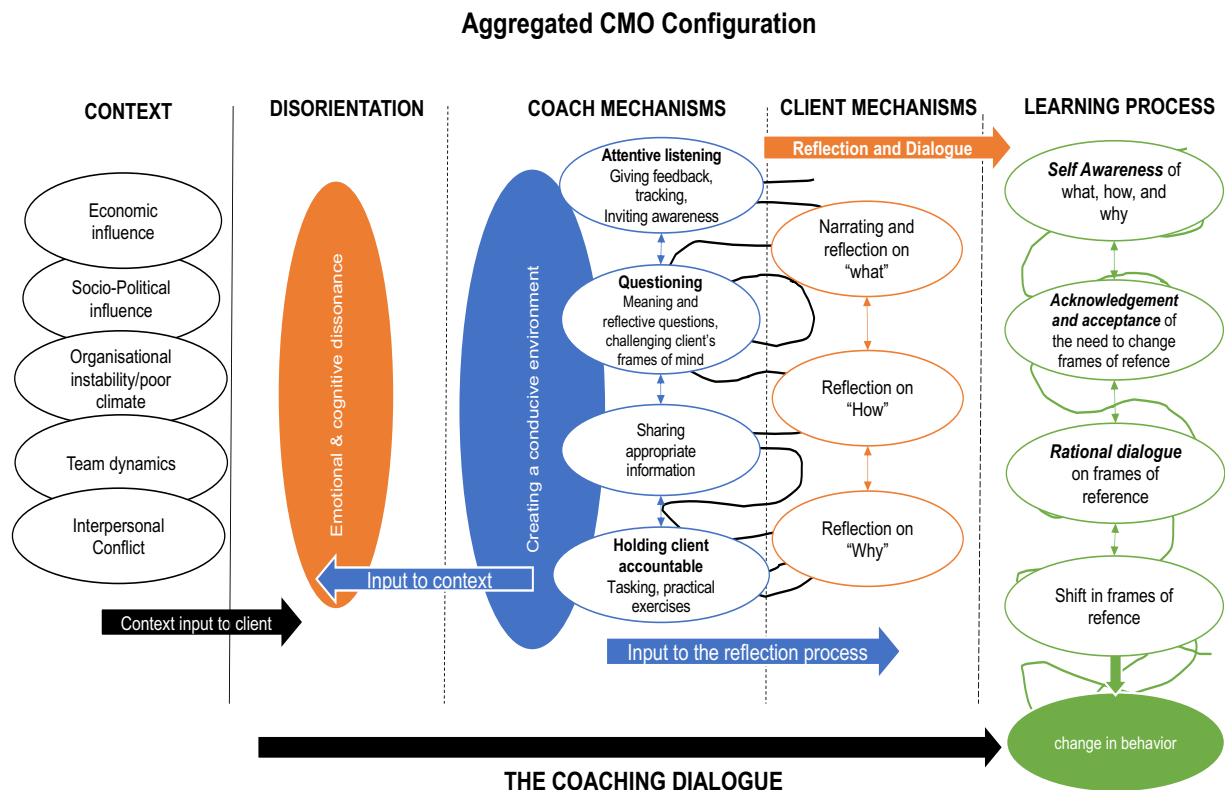 Aggregated CMO Configuration
CONTEXT
DISORIENTATION
COACH MECHANISMS
CLIENT MECHANISMS
LEARNING PROCESS
Economic
influence
Socio-Political
influence
Organisational
instability/poor
climate
Team dynamics
Interpersonal
Conflict
Context input to client
Emotional & cognitive dissonance
Input to context
Creating a conducive environment
Attentive listening
Giving feedback,
tracking,
Inviting awareness
Questioning
Meaning and
reflective questions,
challenging client's
frames of mind
Sharing
appropriate
information
Holding client
accountable
Tasking, practical
exercises
Input to the reflection process
Reflection and Dialogue
Narrating and
reflection on
“what”
Reflection on
“How”
Reflection on
“Why”
Self Awareness of
what, how, and
why
Acknowledgement
and acceptance of
the need to change
frames of refence
Rational dialogue
on frames of
reference
Shift in frames of
refence
change in behavior
THE COACHING DIALOGUE